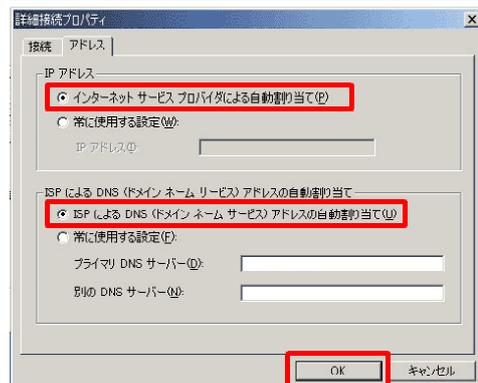 詳細接続プロパティ
接続 アドレス
IP アドレス
インターネット サービス プロバイダによる自動割り当て(P)
常に使用する設定(W):
IP アドレス(I):
ISP による DNS (ドメイン ネーム リービス) アドレスの自動割り当て
ISP による DNS (ドメイン ネーム サービス) アドレスの自動割り当て(U)
常に使用する設定(F):
プライマリ DNS サーバー(D):
別の DNS サーバー(N):
OK キャンセル